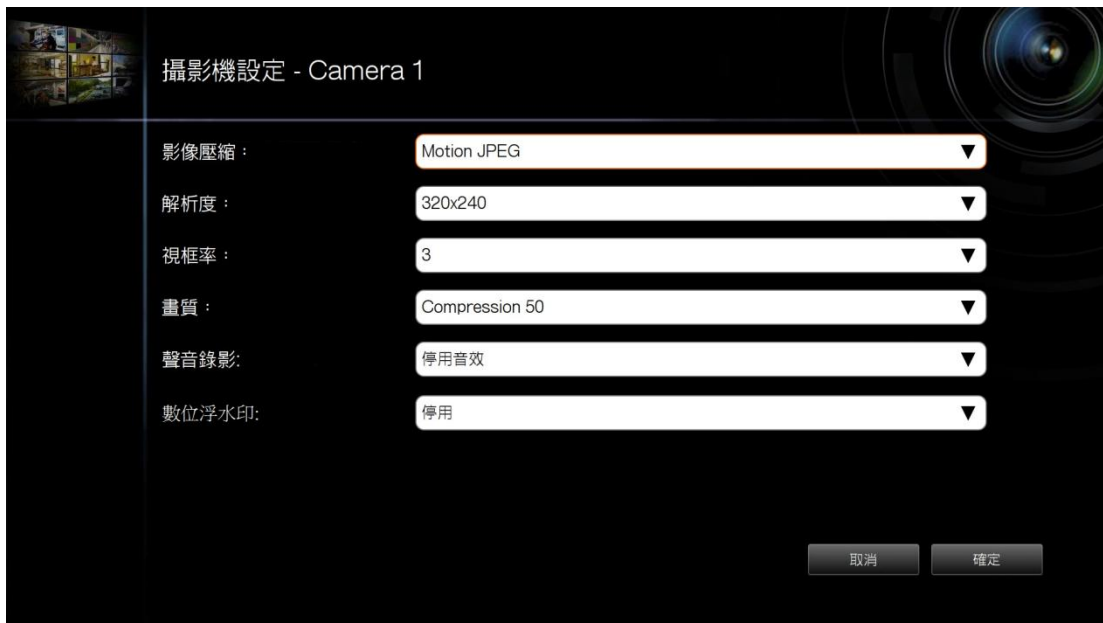 攝影機設定 - Camera 1
影像壓縮： Motion JPEG ▼
解析度： 320x240 ▼
視框率： 3 ▼
畫質： Compression 50 ▼
聲音錄影: 停用音效 ▼
數位浮水印: 停用 ▼
取消 確定